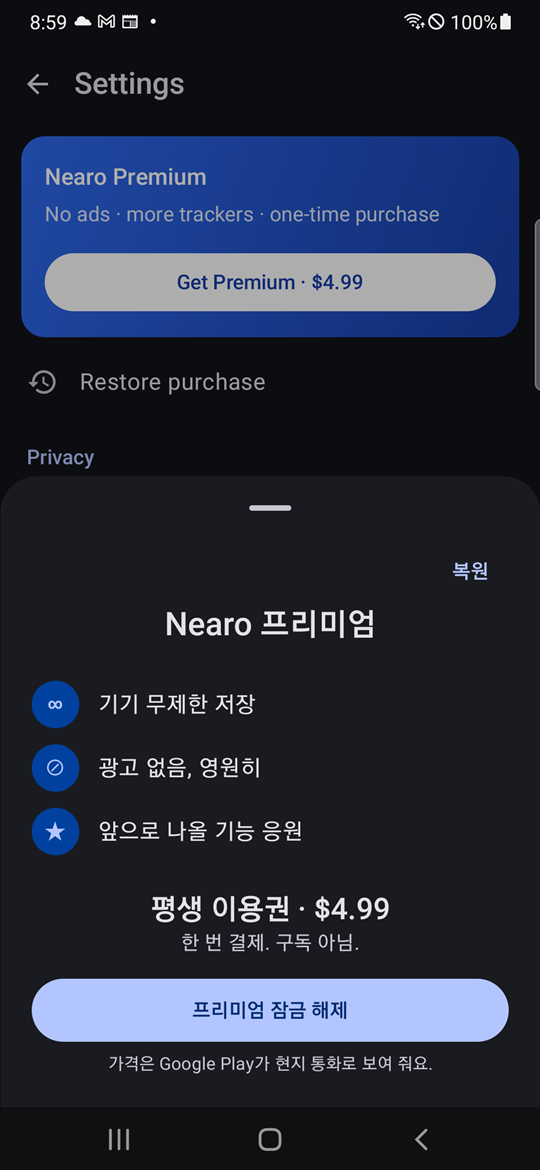 8:59
100%
Settings
Nearo Premium
No ads · more trackers · one-time purchase
Get Premium · $4.99
Restore purchase
Privacy
복원
Nearo 프리미엄
기기 무제한 저장
광고 없음, 영원히
앞으로 나올 기능 응원
평생 이용권 · $4.99
한 번 결제. 구독 아님.
프리미엄 잠금 해제
가격은 Google Play가 현지 통화로 보여 줘요.